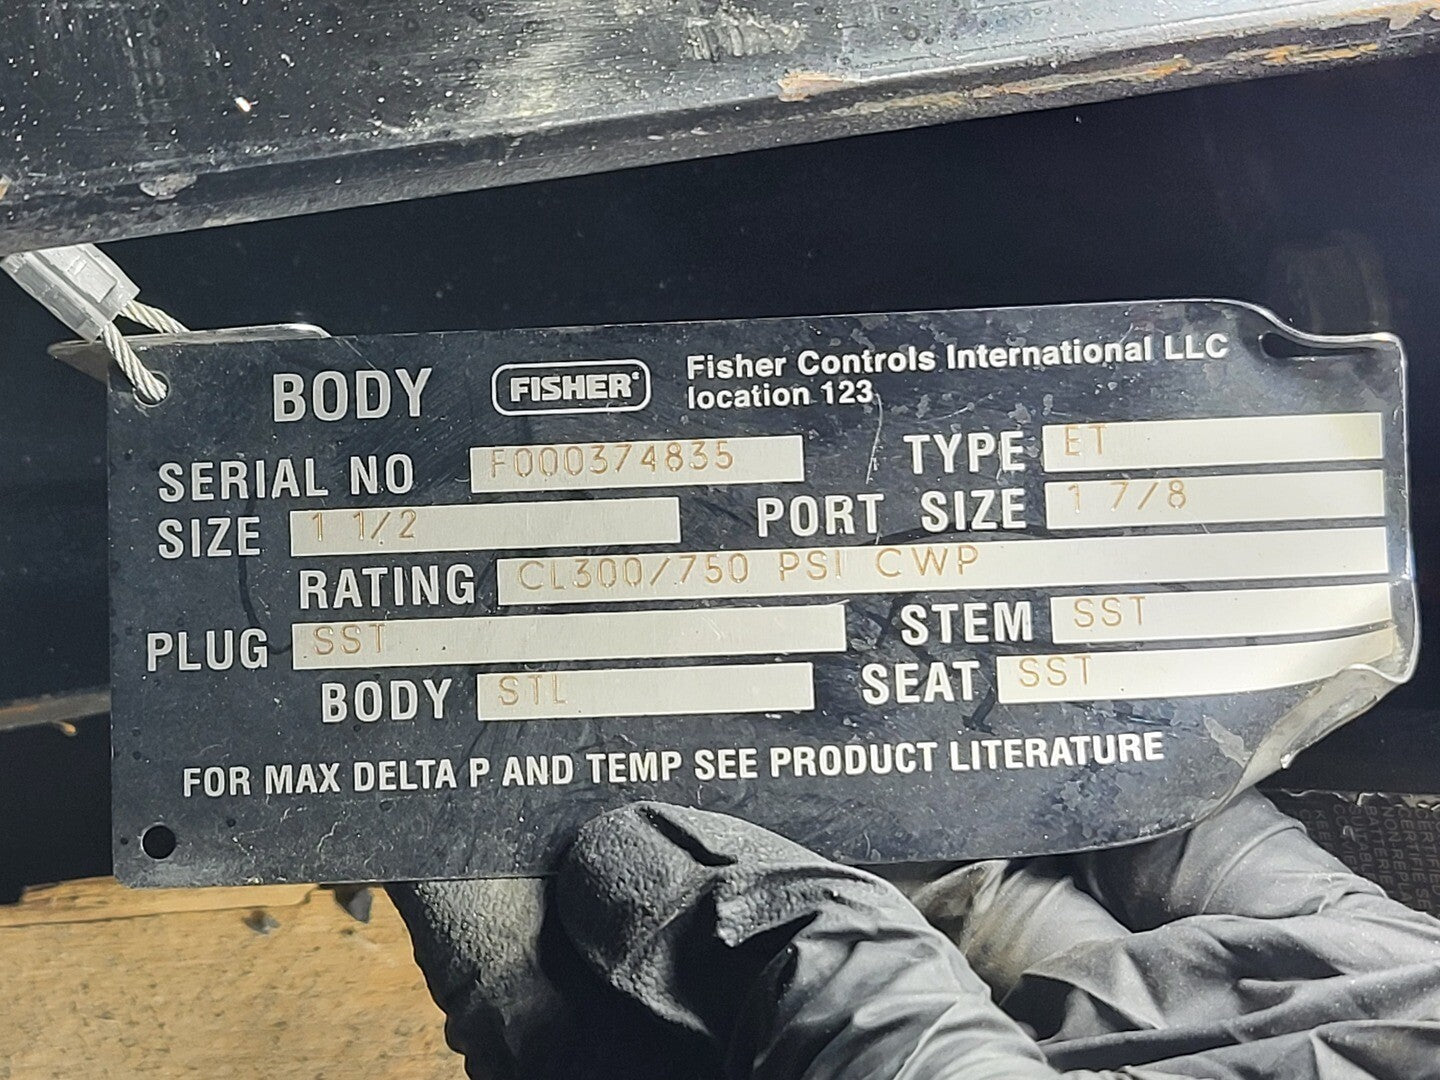 BODY FISHER® Fisher Controls International LLC
location 123
SERIAL NO F000374835 TYPE ET
SIZE 1 1/2 PORT SIZE 1 7/8
RATING CL300/750 PSI CWP
PLUG SST STEM SST
BODY STL SEAT SST
FOR MAX DELTA P AND TEMP SEE PRODUCT LITERATURE